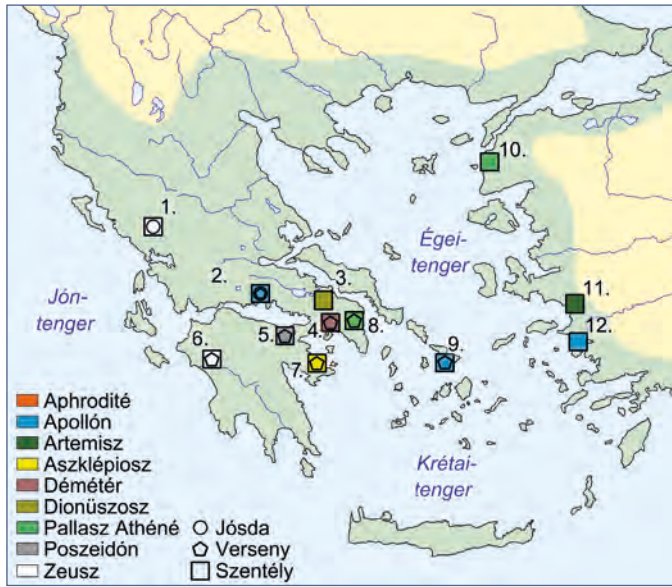 10.
1.
Égei-
tenger
2.
3.
11.
Jón-
tenger
12.
4.
8.
5.
9.
6.
7.
Aphrodité
Apollón
Artemisz
Aszklépiosz
Démétér
Dionüszosz
Pallasz Athéné
Poszeidón
Zeusz
Krétai-
tenger
Jósda
Verseny
Szentély